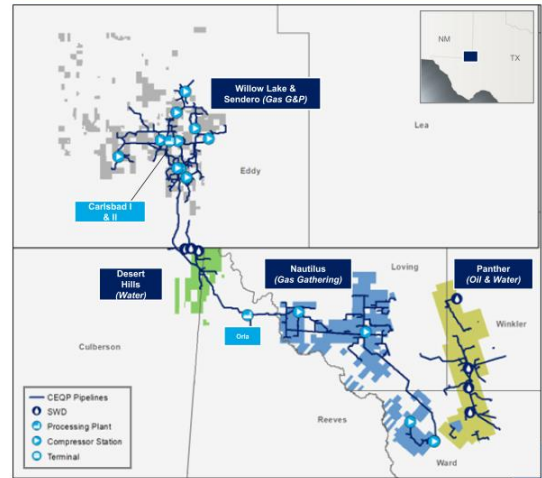 NM
TX
Willow Lake &
Sendero (Gas G&P)
Lea
Eddy
Carlsbad I
& II
Desert
Hills
(Water)
Nautilus
(Gas Gathering)
Loving
Panther
(Oil & Water)
Winkler
Orla
Culberson
Reeves
Ward
CEQP Pipelines
SWD
Processing Plant
Compressor Station
Terminal